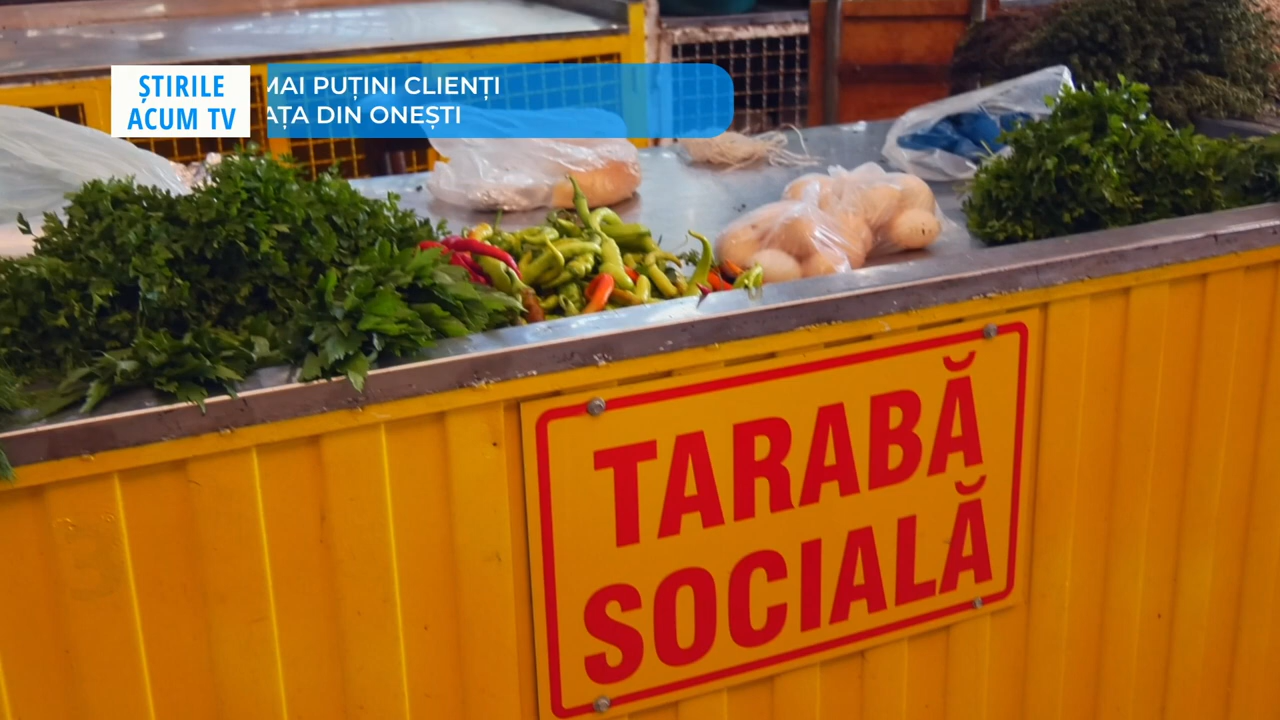 ȘTIRILE
ACUM TV
MAI PUȚINI CLIENȚI
AȚA DIN ONEȘTI
TARABĂ
SOCIALĂ